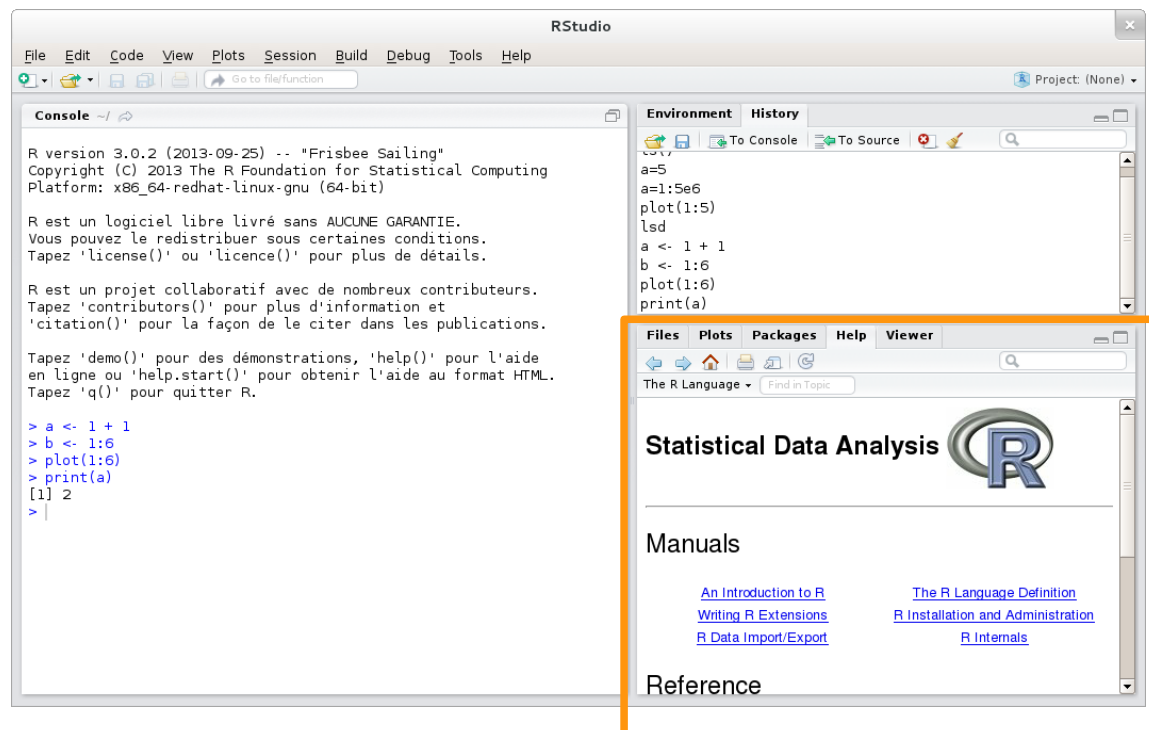 RStudio
File Edit Code View Plots Session Build Debug Tools Help
Go to file/function
Project: (None)
Console ~/
R version 3.0.2 (2013-09-25) -- "Frisbee Sailing"
Copyright (C) 2013 The R Foundation for Statistical Computing
Platform: x86_64-redhat-linux-gnu (64-bit)
R est un logiciel libre livré sans AUCUNE GARANTIE.
Vous pouvez le redistribuer sous certaines conditions.
Tapez 'license()' ou 'licence()' pour plus de détails.
R est un projet collaboratif avec de nombreux contributeurs.
Tapez 'contributors()' pour plus d'information et
'citation()' pour la façon de le citer dans les publications.
Tapez 'demo()' pour des démonstrations, 'help()' pour l'aide
en ligne ou 'help.start()' pour obtenir l'aide au format HTML.
Tapez 'q()' pour quitter R.
> a <- 1 + 1
> b <- 1:6
> plot(1:6)
> print(a)
[1] 2
>
Environment History
To Console To Source
a=5
a=1:5e6
plot(1:5)
lsd
a <- 1 + 1
b <- 1:6
plot(1:6)
print(a)
Files Plots Packages Help Viewer
The R Language Find in Topic
Statistical Data Analysis R
Manuals
An Introduction to R The R Language Definition
Writing R Extensions R Installation and Administration
R Data Import/Export R Internals
Reference